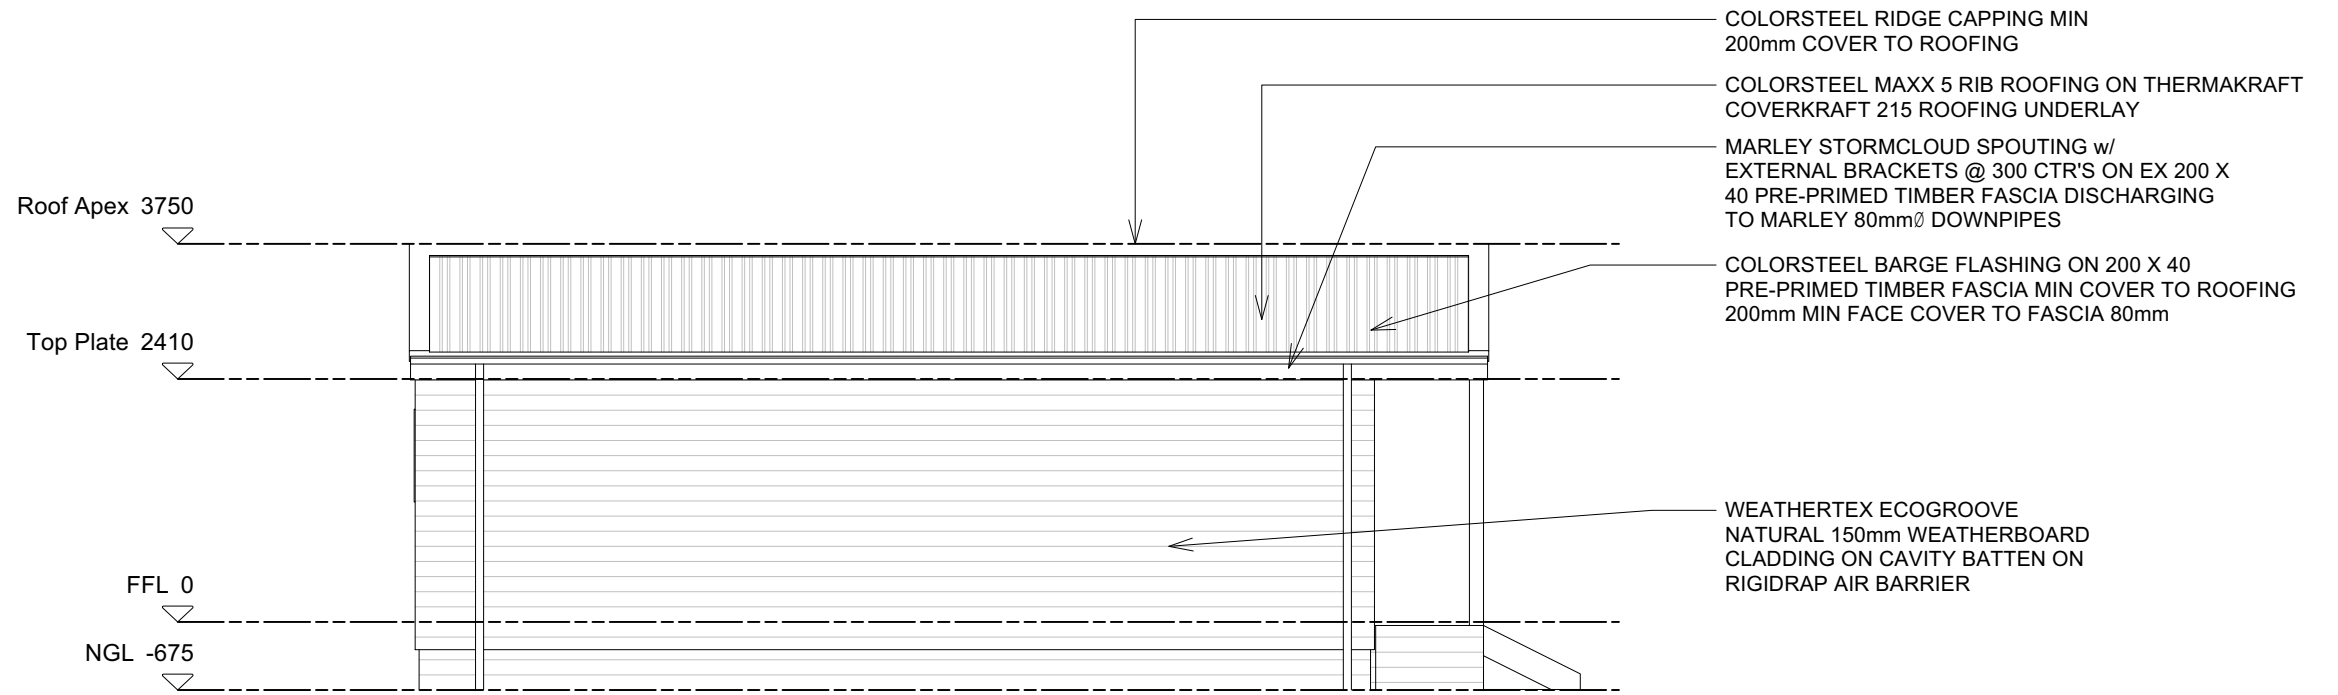 COLORSTEEL RIDGE CAPPING MIN
200mm COVER TO ROOFING
COLORSTEEL MAXX 5 RIB ROOFING ON THERMAKRAFT
COVERKRAFT 215 ROOFING UNDERLAY
MARLEY STORMCLOUD SPOUTING w/
EXTERNAL BRACKETS @ 300 CTR'S ON EX 200 X
40 PRE-PRIMED TIMBER FASCIA DISCHARGING
TO MARLEY 80mmØ DOWNPIPES
Roof Apex 3750
COLORSTEEL BARGE FLASHING ON 200 X 40
PRE-PRIMED TIMBER FASCIA MIN COVER TO ROOFING
200mm MIN FACE COVER TO FASCIA 80mm
Top Plate 2410
WEATHERTEX ECOGROOVE
NATURAL 150mm WEATHERBOARD
CLADDING ON CAVITY BATTEN ON
RIGIDRAP AIR BARRIER
FFL 0
NGL -675